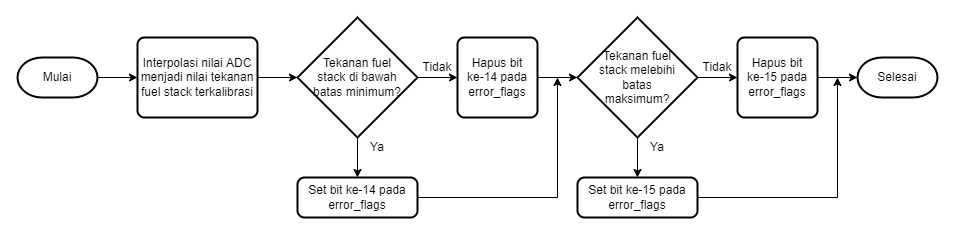 Mulai
Interpolasi nilai ADC
menjadi nilai tekanan
fuel stack terkalibrasi
Tekanan fuel
stack di bawah
batas minimum?
Tidak
Hapus bit
ke-14 pada
error_flags
Ya
Set bit ke-14 pada
error_flags
Tekanan fuel
stack melebihi
batas
maksimum?
Tidak
Hapus bit
ke-15 pada
error_flags
Ya
Set bit ke-15 pada
error_flags
Selesai